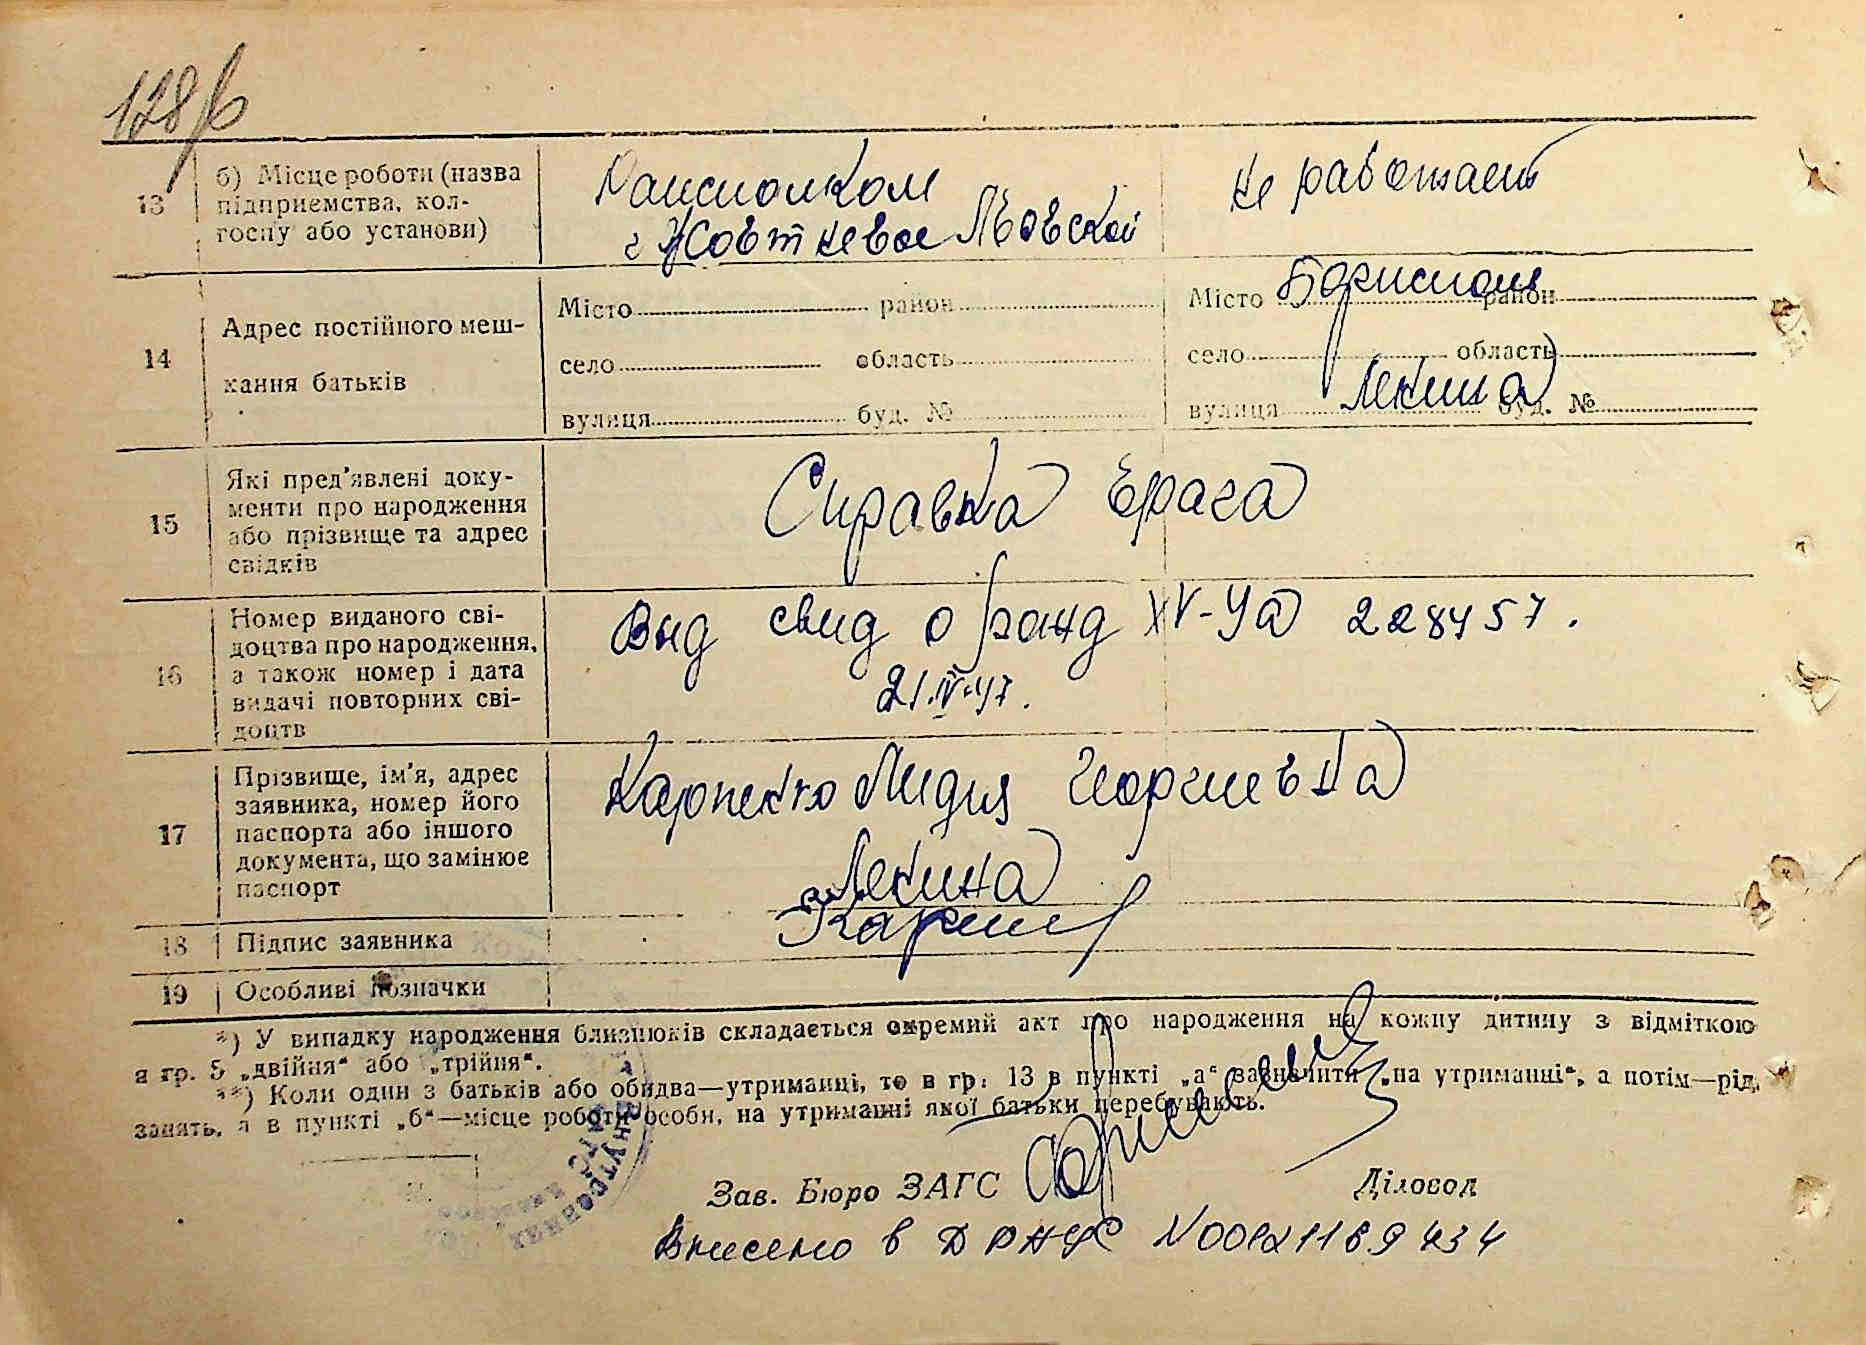 128
13
б) Місце роботи (назва
підприємства, кол-
госпу або установи)
г Жовтневое Львовской
не работает
14
Адрес постійного меш-
кання батьків
Місто район
село область
вулиця буд. №
Місто Борисполь район
село область
вулиця Ленина буд. №
15
Які пред'явлені доку-
менти про народження
або прізвище та адрес
свідків
Справка врача
16
Номер виданого сві-
доцтва про народження,
а також номер і дата
видачі повторних сві-
доцтв
Выд свид о рожд XV-УА 228457.
21.IV-47.
17
Прізвище, ім'я, адрес
заявника, номер його
паспорта або іншого
документа, що замінює
паспорт
Карпенко Лидия Георгиевна
Ленина
18
Підпис заявника
19
Особливі позначки
*) У випадку народження близнюків складається окремий акт про народження на кожну дитину з відміткою
в гр. 5 „двійня“ або „трійня“.
**) Коли один з батьків або обидва—утриманці, то в гр. 13 в пункті „а“ зазначити „на утриманні“, а потім—рід.
занять, а в пункті „б“—місце роботи особи, на утриманні якої батьки перебувають.
Зав. Бюро ЗАГС
Діловод
Внесено в ДРАЦС N00121169434